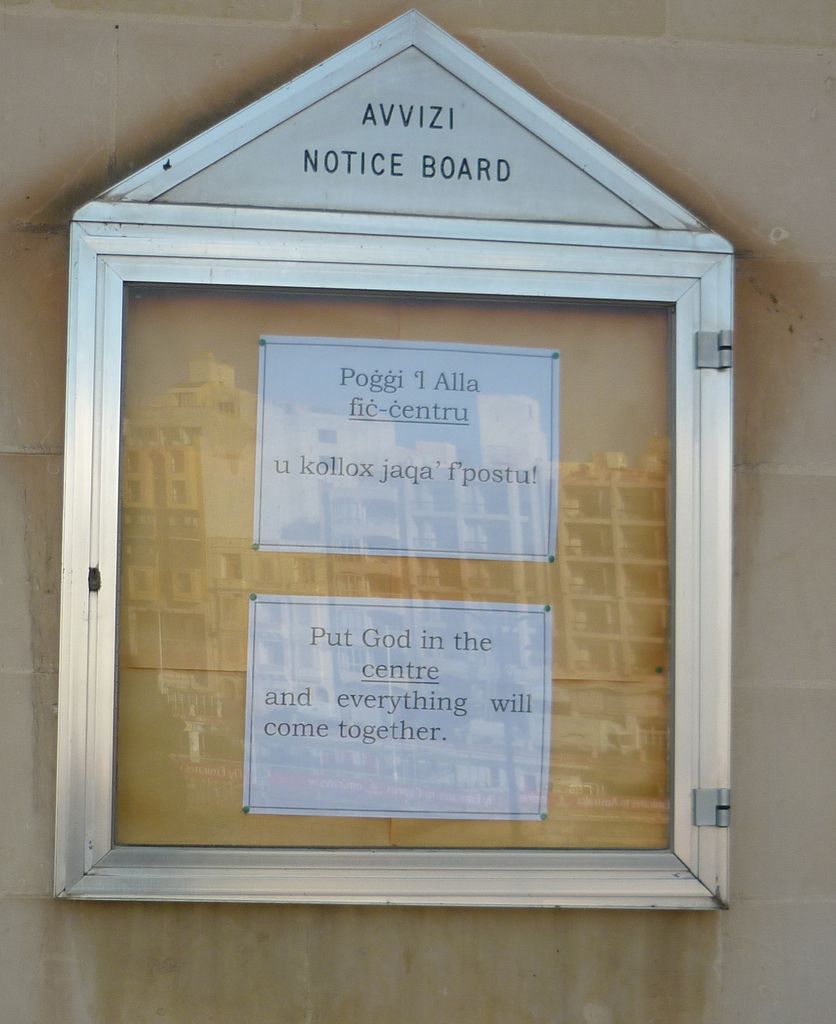 AVVIZI
NOTICE BOARD
Poġġi 'l Alla
fiċ-ċentru
u kollox jaqa' f'postu!
Put God in the
centre
and everything will
come together.